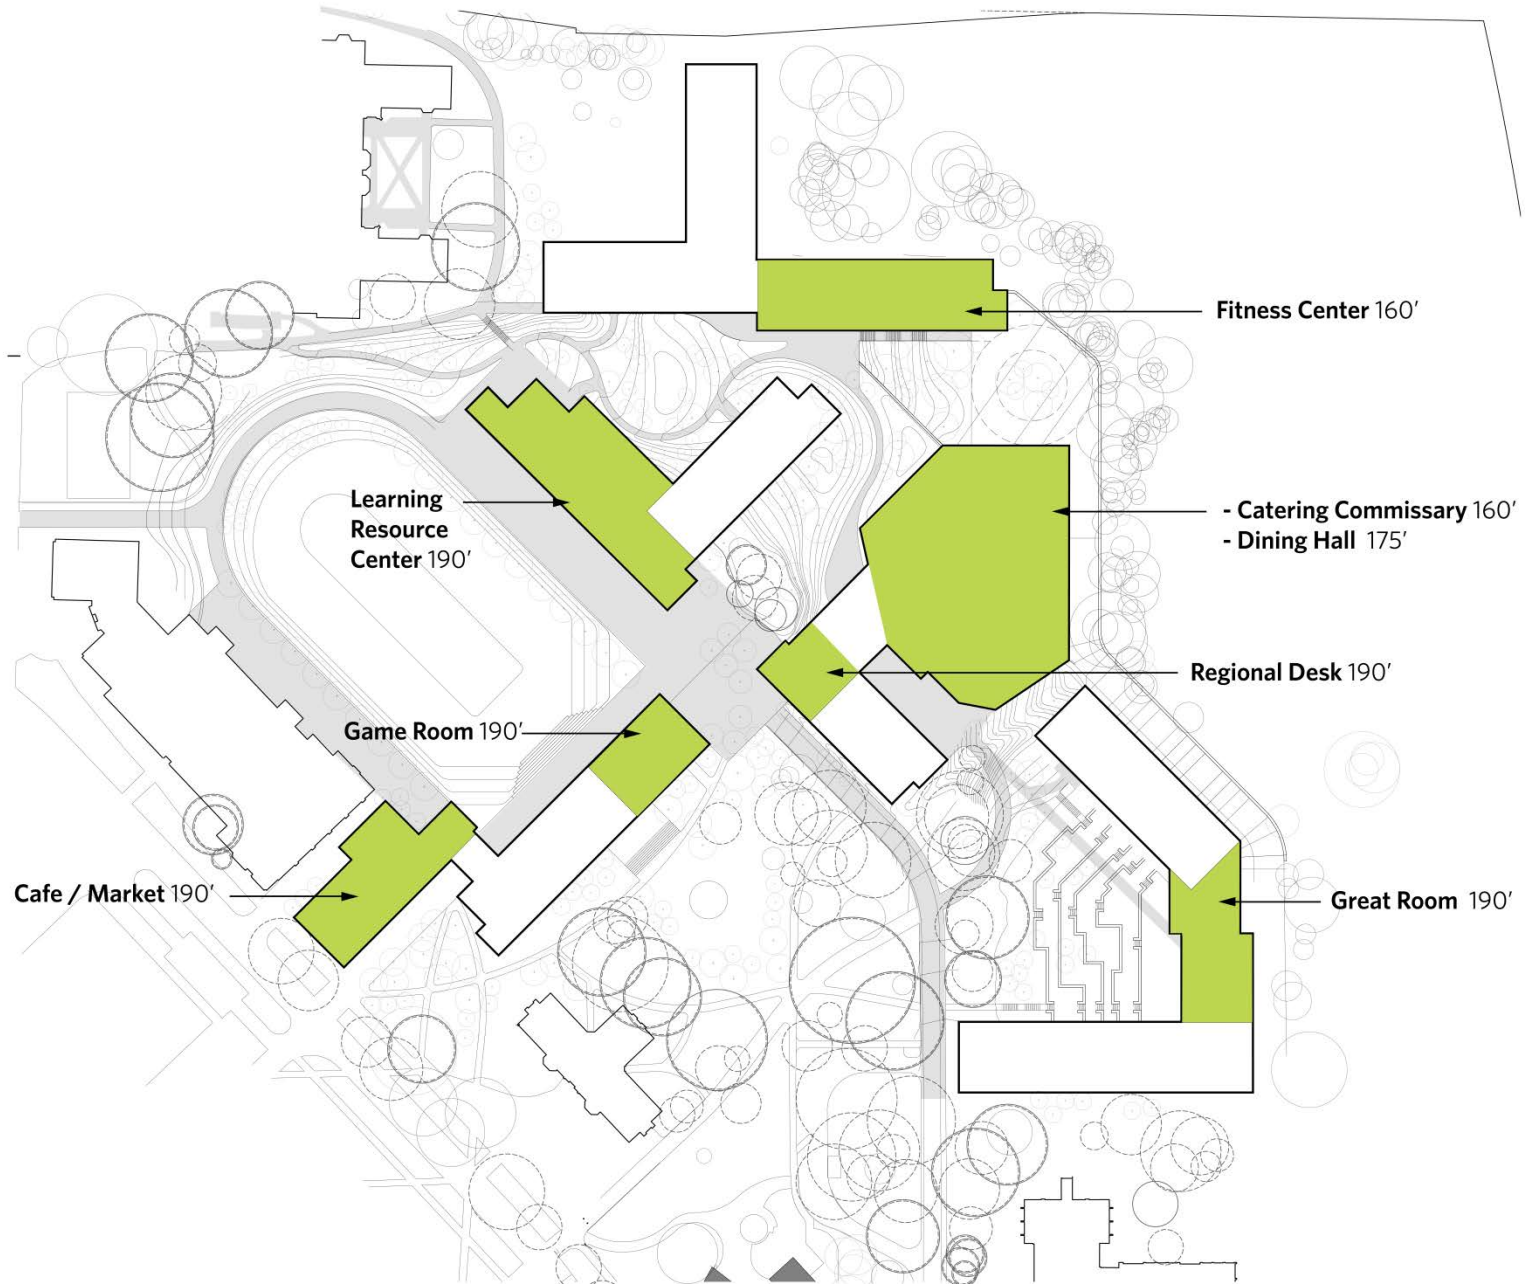 Fitness Center 160'
Learning
Resource
Center 190'
- Catering Commissary 160'
- Dining Hall 175'
Regional Desk 190'
Game Room 190'
Cafe / Market 190'
Great Room 190'